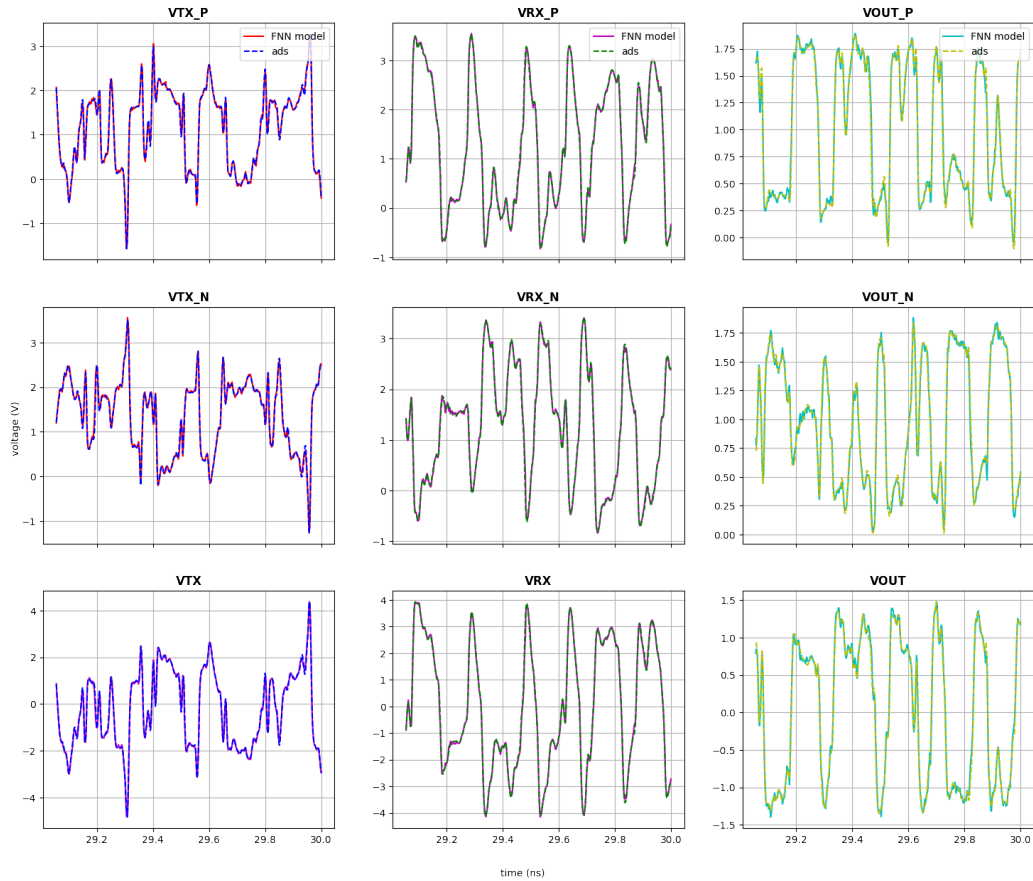 VTX_P
VRX_P
VOUT_P
FNN model
ads
FNN model
ads
FNN model
ads
3
2
1
0
−1
3
2
1
0
−1
1.75
1.50
1.25
1.00
0.75
0.50
0.25
0.00
VTX_N
VRX_N
VOUT_N
voltage (V)
3
2
1
0
−1
4
3
2
1
0
−1
1.75
1.50
1.25
1.00
0.75
0.50
0.25
0.00
VTX
VRX
VOUT
4
2
0
−2
−4
4
3
2
1
0
−1
−2
−3
−4
1.5
1.0
0.5
0.0
−0.5
−1.0
−1.5
29.2 29.4 29.6 29.8 30.0
29.2 29.4 29.6 29.8 30.0
29.2 29.4 29.6 29.8 30.0
time (ns)